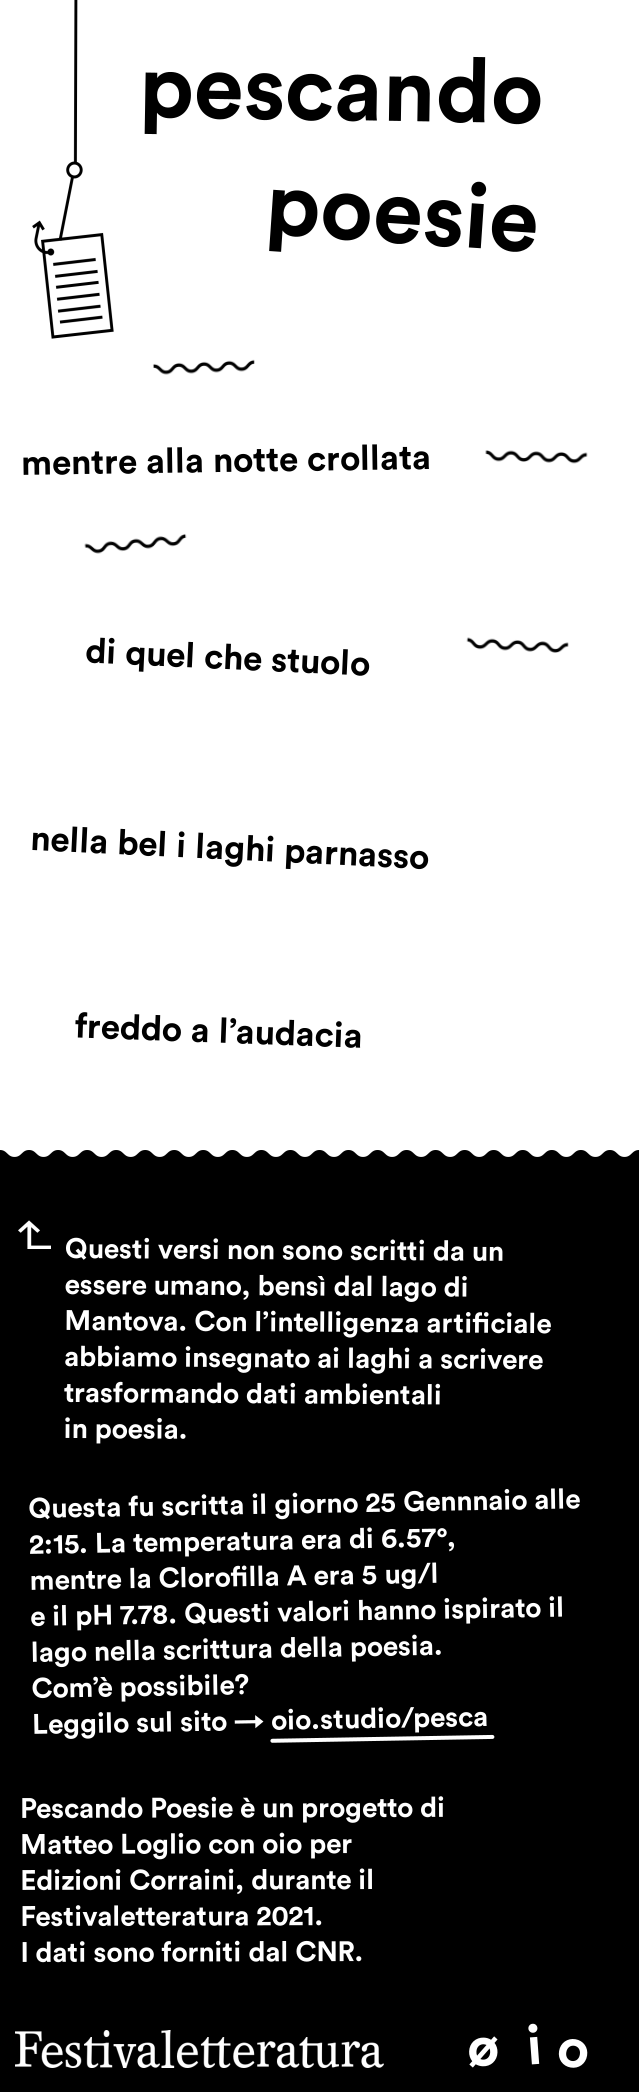 pescando
poesie
mentre alla notte crollata
di quel che stuolo
nella bel i laghi parnasso
freddo a l’audacia
Questi versi non sono scritti da un
essere umano, bensì dal lago di
Mantova. Con l’intelligenza artificiale
abbiamo insegnato ai laghi a scrivere
trasformando dati ambientali
in poesia.
Questa fu scritta il giorno 25 Gennnaio alle
2:15. La temperatura era di 6.57°,
mentre la Clorofilla A era 5 ug/l
e il pH 7.78. Questi valori hanno ispirato il
lago nella scrittura della poesia.
Com’è possibile?
Leggilo sul sito → oio.studio/pesca
Pescando Poesie è un progetto di
Matteo Loglio con oio per
Edizioni Corraini, durante il
Festivaletteratura 2021.
I dati sono forniti dal CNR.
Festivaletteratura øio